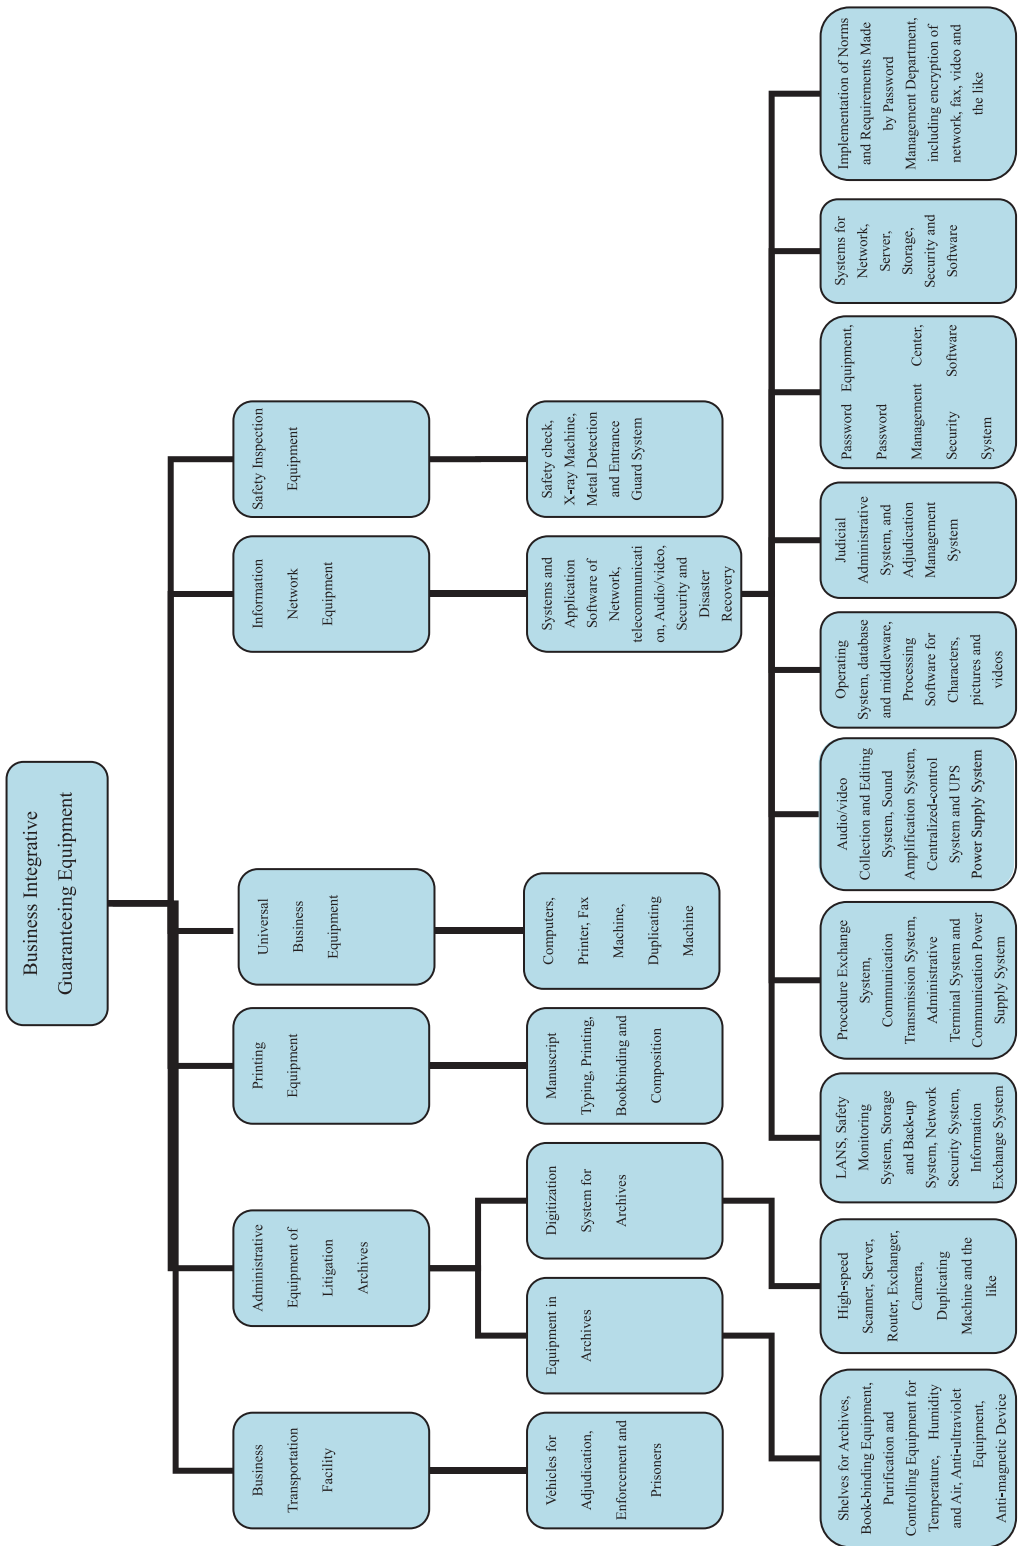 Business Integrative
Guaranteeing Equipment
Business
Transportation
Facility
Administrative
Equipment of
Litigation
Archives
Printing
Equipment
Universal
Business
Equipment
Information
Network
Equipment
Safety Inspection
Equipment
Vehicles for
Adjudication,
Enforcement and
Prisoners
Equipment in
Archives
Digitization
System for
Archives
Manuscript
Typing, Printing,
Bookbinding and
Composition
Computers,
Printer, Fax
Machine,
Duplicating
Machine
Systems and
Application
Software of
Network,
telecommunicati
on, Audio/video,
Security and
Disaster
Recovery
Safety check,
X-ray Machine,
Metal Detection
and Entrance
Guard System
Shelves for Archives,
Book-binding Equipment,
Purification and
Controlling Equipment for
Temperature, Humidity
and Air, Anti-ultraviolet
Equipment,
Anti-magnetic Device
High-speed
Scanner, Server,
Router, Exchanger,
Camera,
Duplicating
Machine and the
like
LANS, Safety
Monitoring
System, Storage
and Back-up
System, Network
Security System,
Information
Exchange System
Procedure Exchange
System,
Communication
Transmission System,
Administrative
Terminal System and
Communication Power
Supply System
Audio/video
Collection and Editing
System, Sound
Amplification System,
Centralized-control
System and UPS
Power Supply System
Operating
System, database
and middleware,
Processing
Software for
Characters,
pictures and
videos
Judicial
Administrative
System, and
Adjudication
Management
System
Password Equipment,
Password
Management Center,
Security Software
System
Systems for
Network,
Server,
Storage,
Security and
Software
Implementation of Norms
and Requirements Made
by Password
Management Department,
including encryption of
network, fax, video and
the like